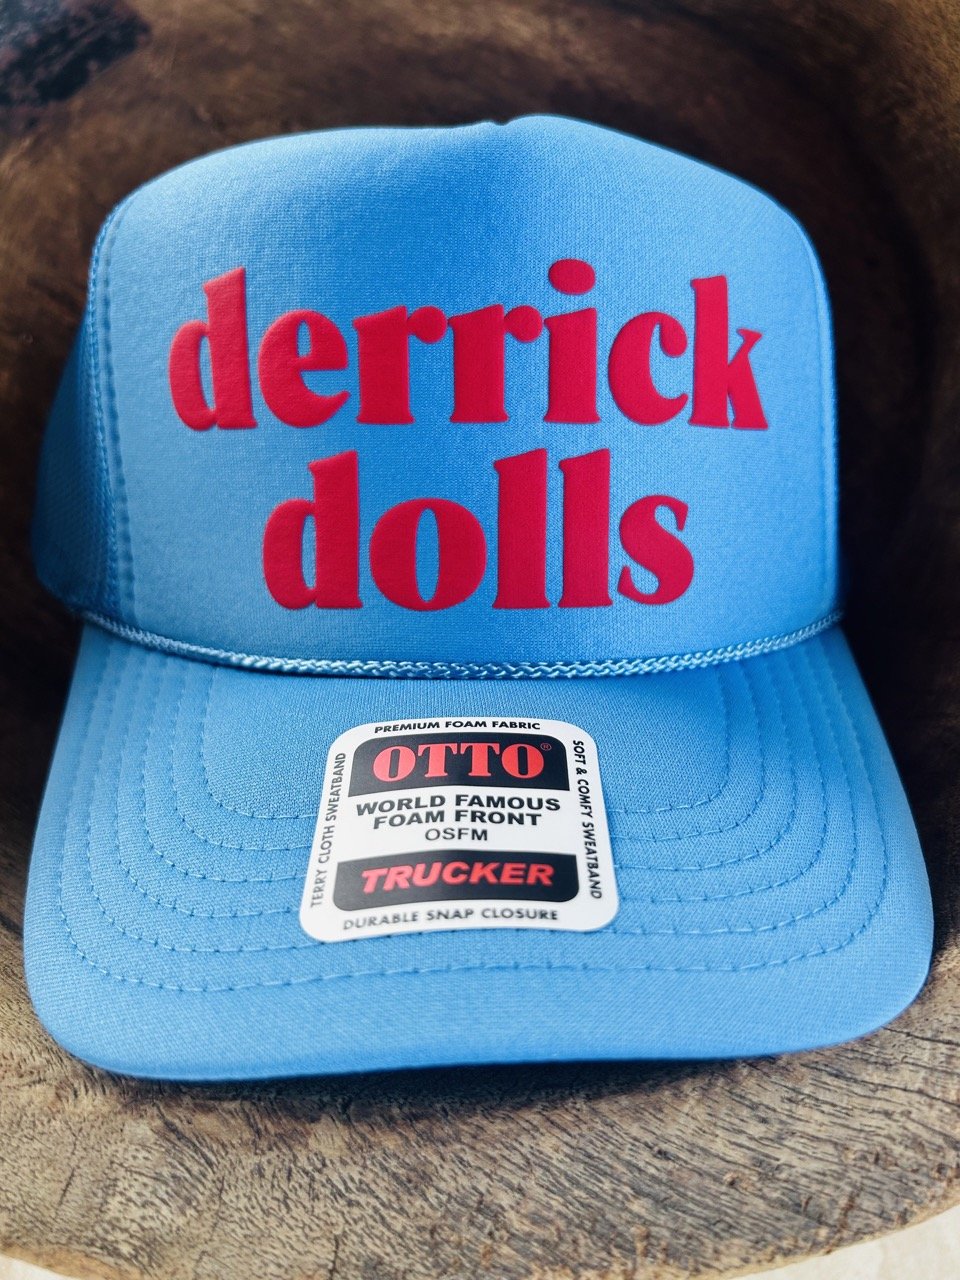 derrick
dolls
PREMIUM FOAM FABRIC
OTTO®
WORLD FAMOUS
FOAM FRONT
OSFM
TRUCKER
DURABLE SNAP CLOSURE
TERRY CLOTH SWEATBAND
SOFT & COMFY SWEATBAND